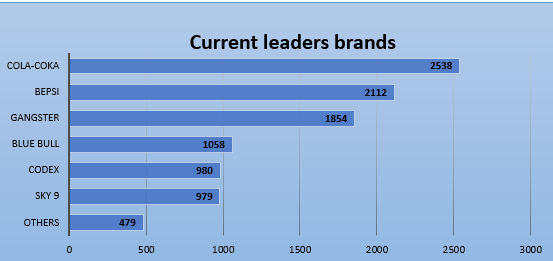 Current leaders brands
COLA-COKA 2538
BEPSI 2112
GANGSTER 1854
BLUE BULL 1058
CODEX 980
SKY 9 979
OTHERS 479
0 500 1000 1500 2000 2500 3000